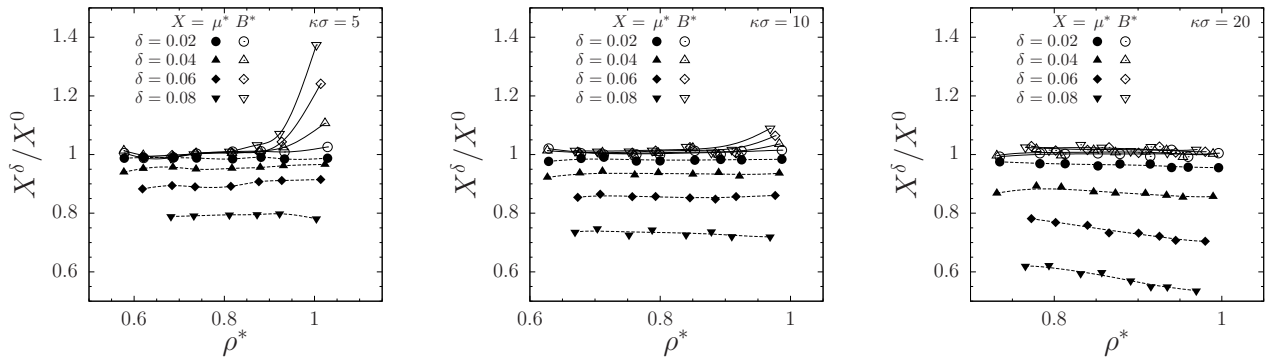 X = μ* B* κσ = 5
δ = 0.02
δ = 0.04
δ = 0.06
δ = 0.08
1.4
1.2
1
0.8
0.6
X^δ/X^0
0.6 0.8 1
ρ*
X = μ* B* κσ = 10
δ = 0.02
δ = 0.04
δ = 0.06
δ = 0.08
1.4
1.2
1
0.8
0.6
X^δ/X^0
0.6 0.8 1
ρ*
X = μ* B* κσ = 20
δ = 0.02
δ = 0.04
δ = 0.06
δ = 0.08
1.4
1.2
1
0.8
0.6
X^δ/X^0
0.8 1
ρ*